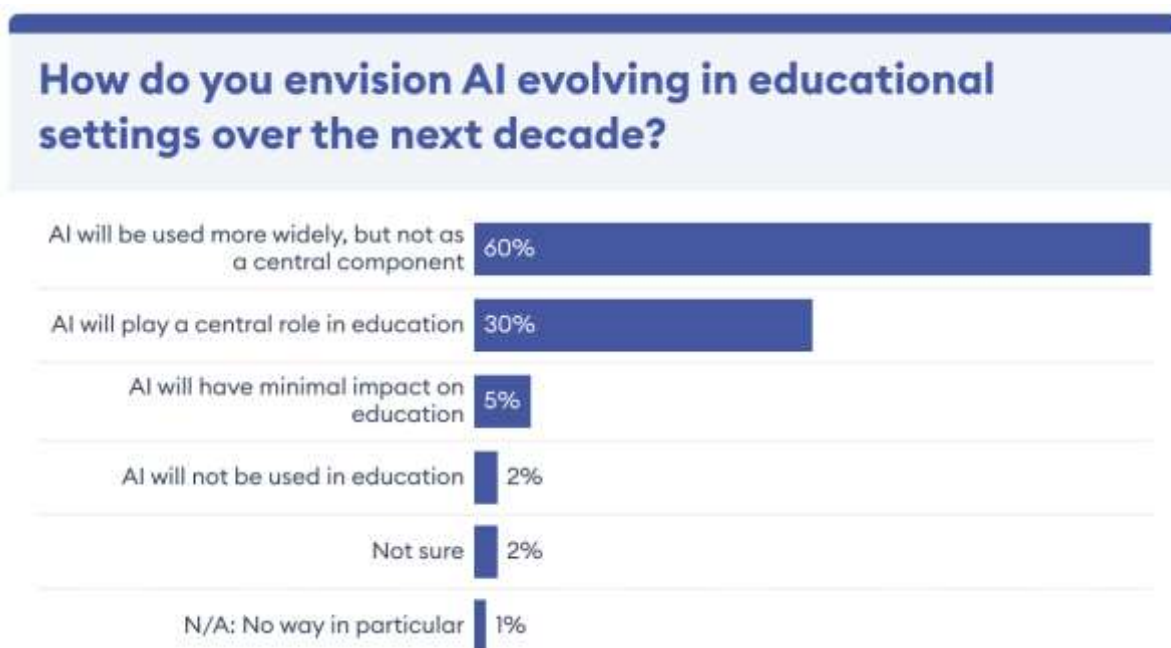 How do you envision AI evolving in educational
settings over the next decade?
AI will be used more widely, but not as
a central component
60%
AI will play a central role in education
30%
AI will have minimal impact on
education
5%
AI will not be used in education
2%
Not sure
2%
N/A: No way in particular
1%